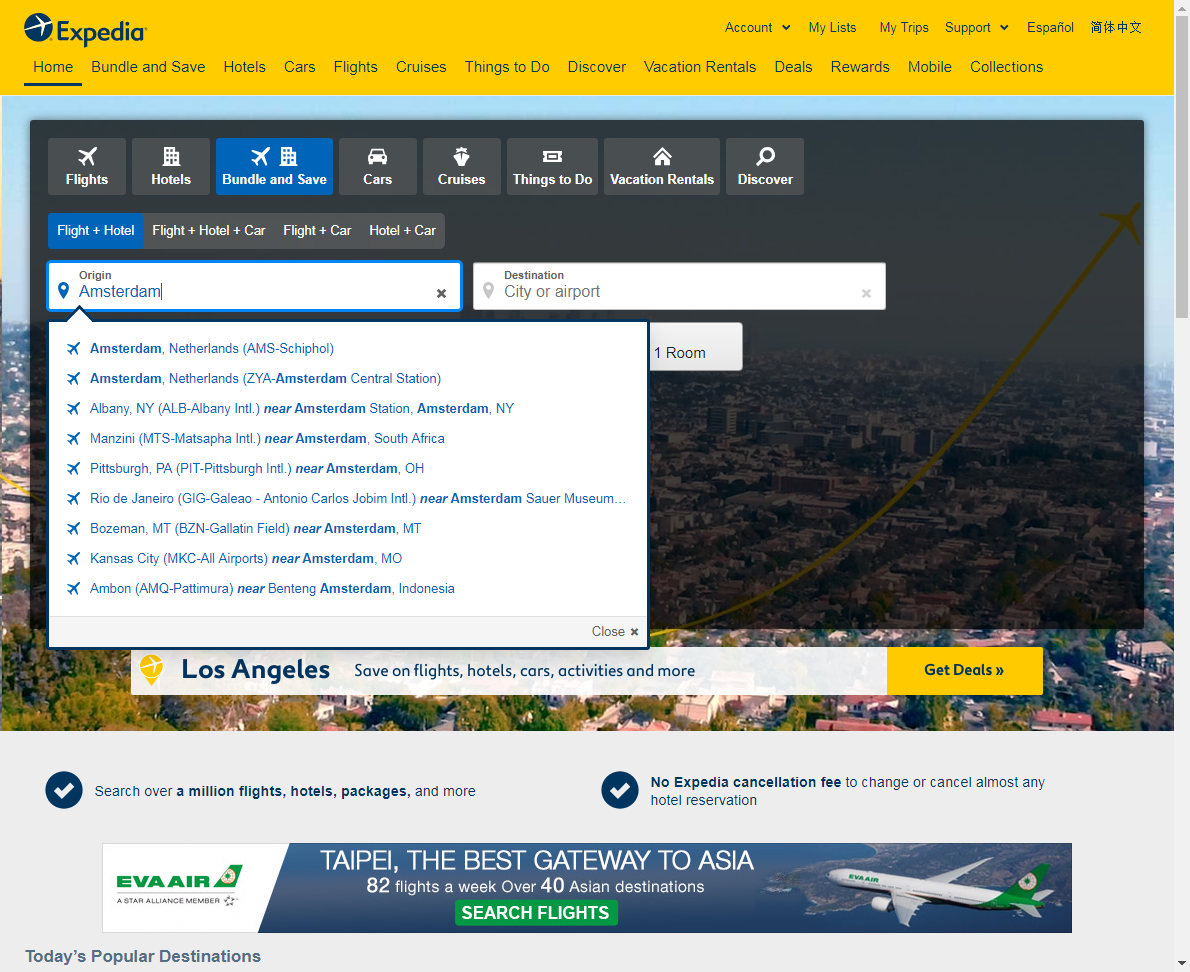 Expedia
Account My Lists My Trips Support Español 简体中文
Home Bundle and Save Hotels Cars Flights Cruises Things to Do Discover Vacation Rentals Deals Rewards Mobile Collections
Flights Hotels Bundle and Save Cars Cruises Things to Do Vacation Rentals Discover
Flight + Hotel Flight + Hotel + Car Flight + Car Hotel + Car
Origin Destination
Amsterdam City or airport
Amsterdam, Netherlands (AMS-Schiphol)
1 Room
Amsterdam, Netherlands (ZYA-Amsterdam Central Station)
Albany, NY (ALB-Albany Intl.) near Amsterdam Station, Amsterdam, NY
Manzini (MTS-Matsapha Intl.) near Amsterdam, South Africa
Pittsburgh, PA (PIT-Pittsburgh Intl.) near Amsterdam, OH
Rio de Janeiro (GIG-Galeao - Antonio Carlos Jobim Intl.) near Amsterdam Sauer Museum...
Bozeman, MT (BZN-Gallatin Field) near Amsterdam, MT
Kansas City (MKC-All Airports) near Amsterdam, MO
Ambon (AMQ-Pattimura) near Benteng Amsterdam, Indonesia
Close
Los Angeles Save on flights, hotels, cars, activities and more Get Deals »
Search over a million flights, hotels, packages, and more
No Expedia cancellation fee to change or cancel almost any
hotel reservation
EVA AIR
A STAR ALLIANCE MEMBER
TAIPEI, THE BEST GATEWAY TO ASIA
82 flights a week Over 40 Asian destinations
SEARCH FLIGHTS
EVA AIR
Today's Popular Destinations